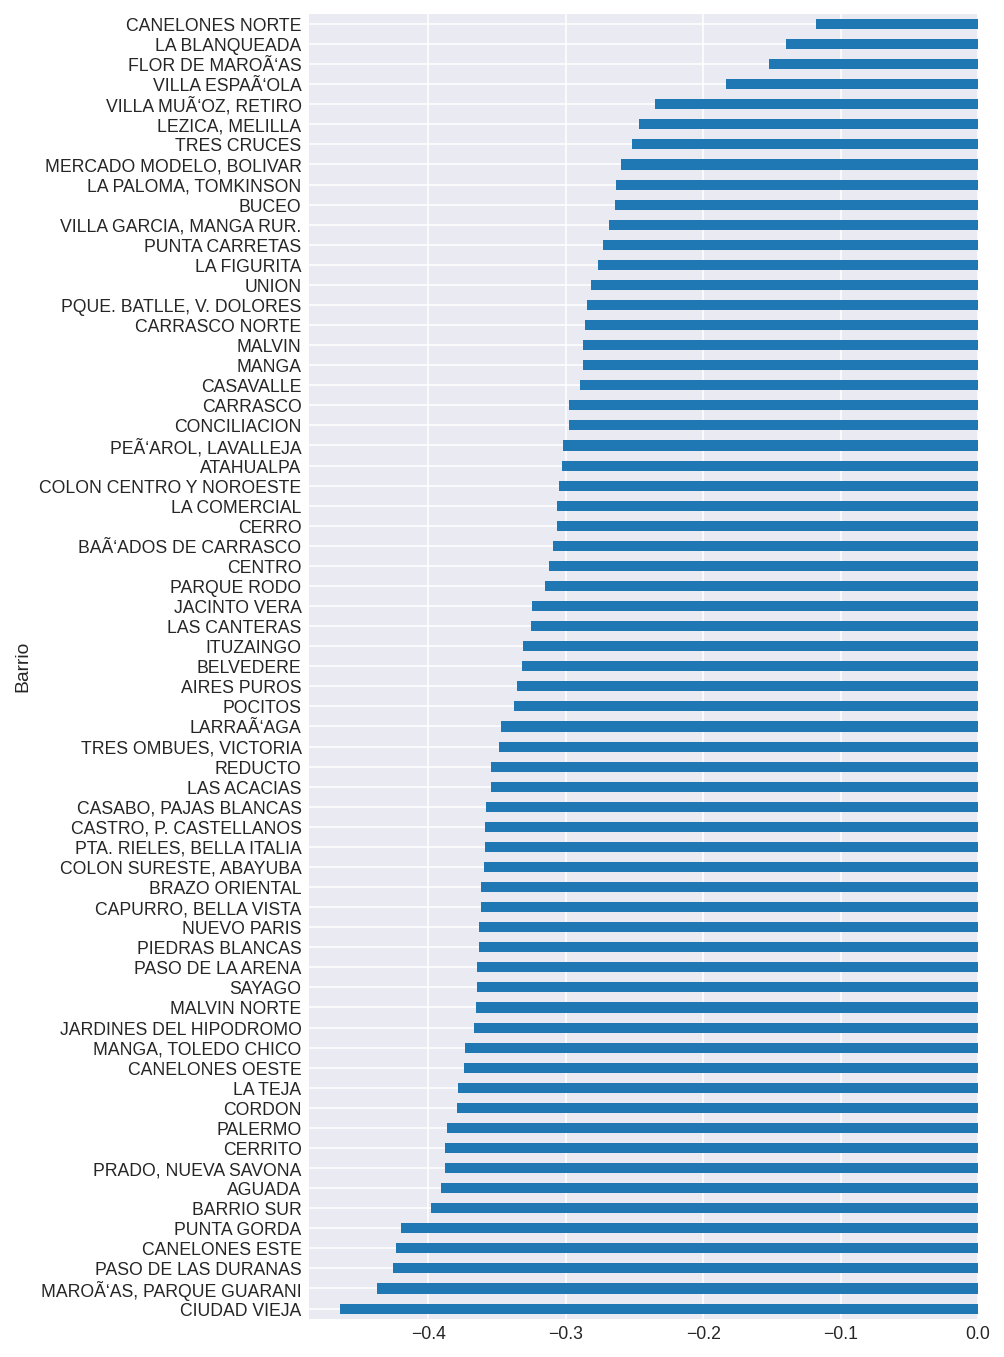 CANELONES NORTE
LA BLANQUEADA
FLOR DE MAROÃ‘AS
VILLA ESPAÃ‘OLA
VILLA MUÃ‘OZ, RETIRO
LEZICA, MELILLA
TRES CRUCES
MERCADO MODELO, BOLIVAR
LA PALOMA, TOMKINSON
BUCEO
VILLA GARCIA, MANGA RUR.
PUNTA CARRETAS
LA FIGURITA
UNION
PQUE. BATLLE, V. DOLORES
CARRASCO NORTE
MALVIN
MANGA
CASAVALLE
CARRASCO
CONCILIACION
PEÃ‘AROL, LAVALLEJA
ATAHUALPA
COLON CENTRO Y NOROESTE
LA COMERCIAL
CERRO
BAÃ‘ADOS DE CARRASCO
CENTRO
PARQUE RODO
JACINTO VERA
LAS CANTERAS
ITUZAINGO
BELVEDERE
AIRES PUROS
POCITOS
LARRAÃ‘AGA
TRES OMBUES, VICTORIA
REDUCTO
LAS ACACIAS
CASABO, PAJAS BLANCAS
CASTRO, P. CASTELLANOS
PTA. RIELES, BELLA ITALIA
COLON SURESTE, ABAYUBA
BRAZO ORIENTAL
CAPURRO, BELLA VISTA
NUEVO PARIS
PIEDRAS BLANCAS
PASO DE LA ARENA
SAYAGO
MALVIN NORTE
JARDINES DEL HIPODROMO
MANGA, TOLEDO CHICO
CANELONES OESTE
LA TEJA
CORDON
PALERMO
CERRITO
PRADO, NUEVA SAVONA
AGUADA
BARRIO SUR
PUNTA GORDA
CANELONES ESTE
PASO DE LAS DURANAS
MAROÃ‘AS, PARQUE GUARANI
CIUDAD VIEJA
Barrio
−0.4 −0.3 −0.2 −0.1 0.0